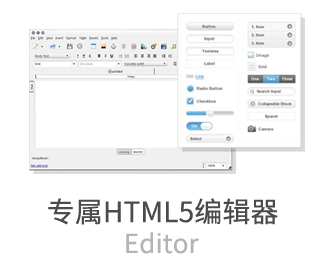 Button
Input
Textarea
Label
Link
Radio Button
Checkbox
On
Select
1. Item
2. Item
3. Item
Image
Grid
One Two Three
Search Input
Collapsible Block
Spacer
Camera
专属HTML5编辑器
Editor